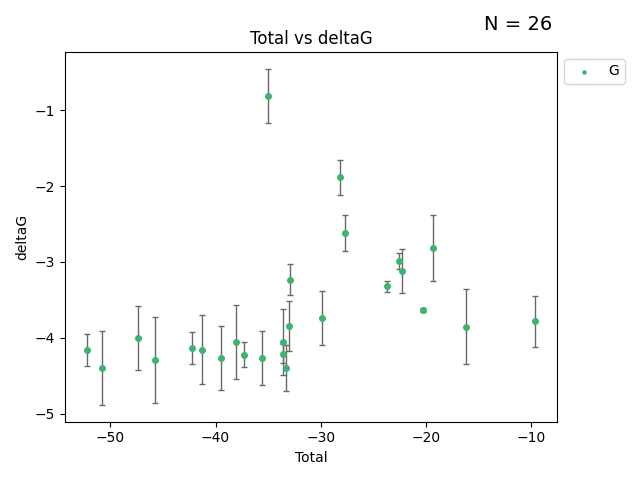 N = 26
Total vs deltaG
G
deltaG
−1
−2
−3
−4
−5
−50
−40
−30
−20
−10
Total